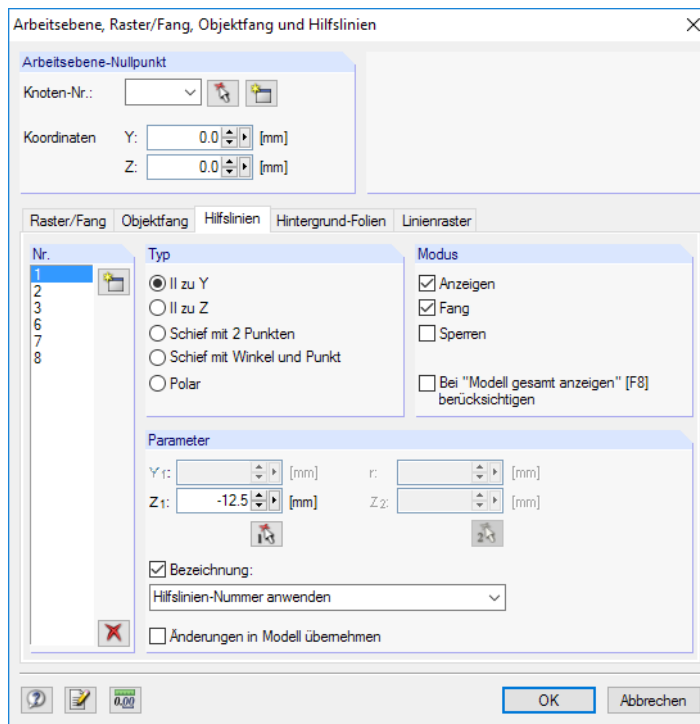 Arbeitsebene, Raster/Fang, Objektfang und Hilfslinien
Arbeitsebene-Nullpunkt
Knoten-Nr.:
Koordinaten Y: 0.0 [mm]
Z: 0.0 [mm]
Raster/Fang Objektfang Hilfslinien Hintergrund-Folien Linienraster
Nr.
1
2
3
6
7
8
Typ
II zu Y
II zu Z
Schief mit 2 Punkten
Schief mit Winkel und Punkt
Polar
Modus
Anzeigen
Fang
Sperren
Bei "Modell gesamt anzeigen" [F8]
berücksichtigen
Parameter
Y1: [mm] r: [mm]
Z1: -12.5 [mm] Z2: [mm]
1 2
Bezeichnung:
Hilfslinien-Nummer anwenden
Änderungen in Modell übernehmen
0.00 OK Abbrechen